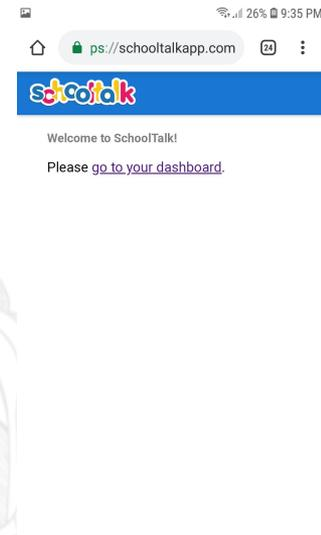 26% 9:35 PM
ps://schooltalkapp.com 24
schooltalk
Welcome to SchoolTalk!
Please go to your dashboard.